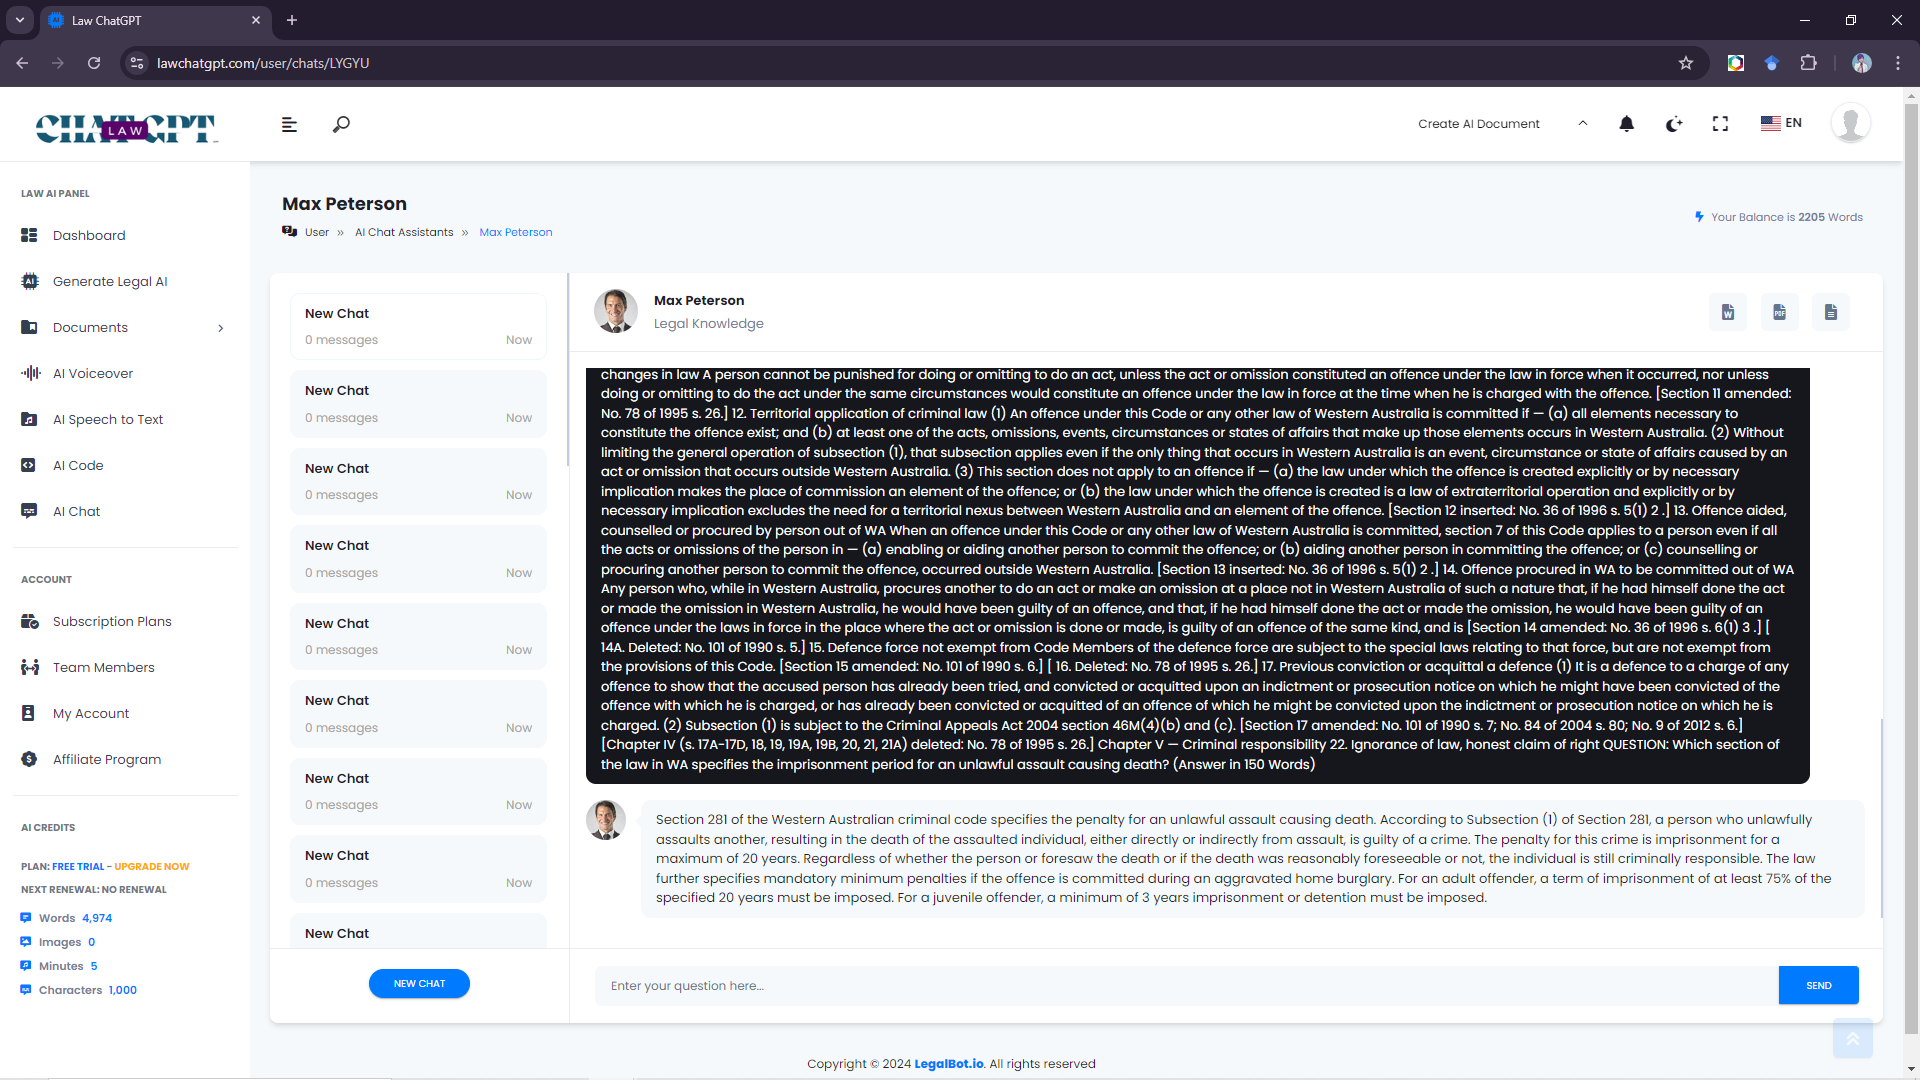 Law ChatGPT
lawchatgpt.com/user/chats/LYGYU
CHATGPT
LAW
Create AI Document
EN
LAW AI PANEL
Dashboard
Generate Legal AI
Documents
AI Voiceover
AI Speech to Text
AI Code
AI Chat
ACCOUNT
Subscription Plans
Team Members
My Account
Affiliate Program
AI CREDITS
PLAN: FREE TRIAL - UPGRADE NOW
NEXT RENEWAL: NO RENEWAL
Words 4,974
Images 0
Minutes 5
Characters 1,000
Max Peterson
User » AI Chat Assistants » Max Peterson
Your Balance is 2205 Words
New Chat
0 messages Now
New Chat
0 messages Now
New Chat
0 messages Now
New Chat
0 messages Now
New Chat
0 messages Now
New Chat
0 messages Now
New Chat
0 messages Now
New Chat
0 messages Now
New Chat
NEW CHAT
Max Peterson
Legal Knowledge
changes in law A person cannot be punished for doing or omitting to do an act, unless the act or omission constituted an offence under the law in force when it occurred, nor unless
doing or omitting to do the act under the same circumstances would constitute an offence under the law in force at the time when he is charged with the offence. [Section 11 amended:
No. 78 of 1995 s. 26.] 12. Territorial application of criminal law (1) An offence under this Code or any other law of Western Australia is committed if — (a) all elements necessary to
constitute the offence exist; and (b) at least one of the acts, omissions, events, circumstances or states of affairs that make up those elements occurs in Western Australia. (2) Without
limiting the general operation of subsection (1), that subsection applies even if the only thing that occurs in Western Australia is an event, circumstance or state of affairs caused by an
act or omission that occurs outside Western Australia. (3) This section does not apply to an offence if — (a) the law under which the offence is created explicitly or by necessary
implication makes the place of commission an element of the offence; or (b) the law under which the offence is created is a law of extraterritorial operation and explicitly or by
necessary implication excludes the need for a territorial nexus between Western Australia and an element of the offence. [Section 12 inserted: No. 36 of 1996 s. 5(1) 2 .] 13. Offence aided,
counselled or procured by person out of WA When an offence under this Code or any other law of Western Australia is committed, section 7 of this Code applies to a person even if all
the acts or omissions of the person in — (a) enabling or aiding another person to commit the offence; or (b) aiding another person in committing the offence; or (c) counselling or
procuring another person to commit the offence, occurred outside Western Australia. [Section 13 inserted: No. 36 of 1996 s. 5(1) 2 .] 14. Offence procured in WA to be committed out of WA
Any person who, while in Western Australia, procures another to do an act or make an omission at a place not in Western Australia of such a nature that, if he had himself done the act
or made the omission in Western Australia, he would have been guilty of an offence, and that, if he had himself done the act or made the omission, he would have been guilty of an
offence under the laws in force in the place where the act or omission is done or made, is guilty of an offence of the same kind, and is [Section 14 amended: No. 36 of 1996 s. 6(1) 3 .] [
14A. Deleted: No. 101 of 1990 s. 5.] 15. Defence force not exempt from Code Members of the defence force are subject to the special laws relating to that force, but are not exempt from
the provisions of this Code. [Section 15 amended: No. 101 of 1990 s. 6.] [ 16. Deleted: No. 78 of 1995 s. 26.] 17. Previous conviction or acquittal a defence (1) It is a defence to a charge of any
offence to show that the accused person has already been tried, and convicted or acquitted upon an indictment or prosecution notice on which he might have been convicted of the
offence with which he is charged, or has already been convicted or acquitted of an offence of which he might be convicted upon the indictment or prosecution notice on which he is
charged. (2) Subsection (1) is subject to the Criminal Appeals Act 2004 section 46M(4)(b) and (c). [Section 17 amended: No. 101 of 1990 s. 7; No. 84 of 2004 s. 80; No. 9 of 2012 s. 6.]
[Chapter IV (s. 17A-17D, 18, 19, 19A, 19B, 20, 21, 21A) deleted: No. 78 of 1995 s. 26.] Chapter V — Criminal responsibility 22. Ignorance of law, honest claim of right QUESTION: Which section of
the law in WA specifies the imprisonment period for an unlawful assault causing death? (Answer in 150 Words)
Section 281 of the Western Australian criminal code specifies the penalty for an unlawful assault causing death. According to Subsection (1) of Section 281, a person who unlawfully
assaults another, resulting in the death of the assaulted individual, either directly or indirectly from assault, is guilty of a crime. The penalty for this crime is imprisonment for a
maximum of 20 years. Regardless of whether the person or foresaw the death or if the death was reasonably foreseeable or not, the individual is still criminally responsible. The law
further specifies mandatory minimum penalties if the offence is committed during an aggravated home burglary. For an adult offender, a term of imprisonment of at least 75% of the
specified 20 years must be imposed. For a juvenile offender, a minimum of 3 years imprisonment or detention must be imposed.
Enter your question here...
SEND
Copyright © 2024 LegalBot.io. All rights reserved